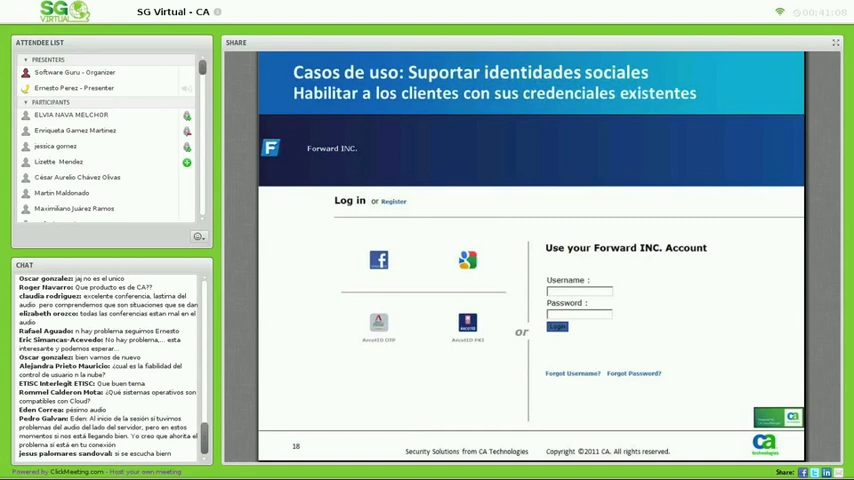 SG
VIRTUAL
SG Virtual - CA
00:41:08
ATTENDEE LIST
PRESENTERS
Software Guru - Organizer
Ernesto Perez - Presenter
PARTICIPANTS
ELVIA NAVA MELCHOR
Enriqueta Gamez Martinez
jessica gomez
Lizette Mendez
César Aurelio Chávez Olivas
Martin Maldonado
Maximiliano Juárez Ramos
CHAT
Oscar gonzalez: jaj no es el unico
Roger Navarro: Que producto es de CA??
claudia rodriguez: excelente conferencia, lastima del
audio pero comprendemos que son situaciones que se dan
elizabeth orozco: todas las conferencias estan mal en el
audio
Rafael Aguado: n hay problema seguimos Ernesto
Eric Simancas-Acevedo: No hay problema,... esta
interesante y podemos esperar...
Oscar gonzalez: bien vamos de nuevo
Alejandra Prieto Mauricio: ¿cual es la fiabilidad del
control de usuario n la nube?
ETISC Interlegit ETISC: Que buen tema
Rommel Calderon Mota: ¿Qué sistemas operativos son
compatibles con Cloud?
Eden Correa: pésimo audio
Pedro Galvan: Eden: Al inicio de la sesión sí tuvimos
problemas del audio del lado del servidor, pero en estos
momentos si nos está llegando bien. Yo creo que ahorita el
problema sí está en tu conexión
jesus palomares sandoval: si se escucha bien
SHARE
Casos de uso: Suportar identidades sociales
Habilitar a los clientes con sus credenciales existentes
F
Forward INC.
Log in or Register
ArcotID OTP
ArcotID PKI
or
Use your Forward INC. Account
Username :
Password :
Login
Forgot Username? Forgot Password?
ca
technologies
18
Security Solutions from CA Technologies Copyright ©2011 CA. All rights reserved.
Powered by ClickMeeting.com - Host your own meeting
Share: